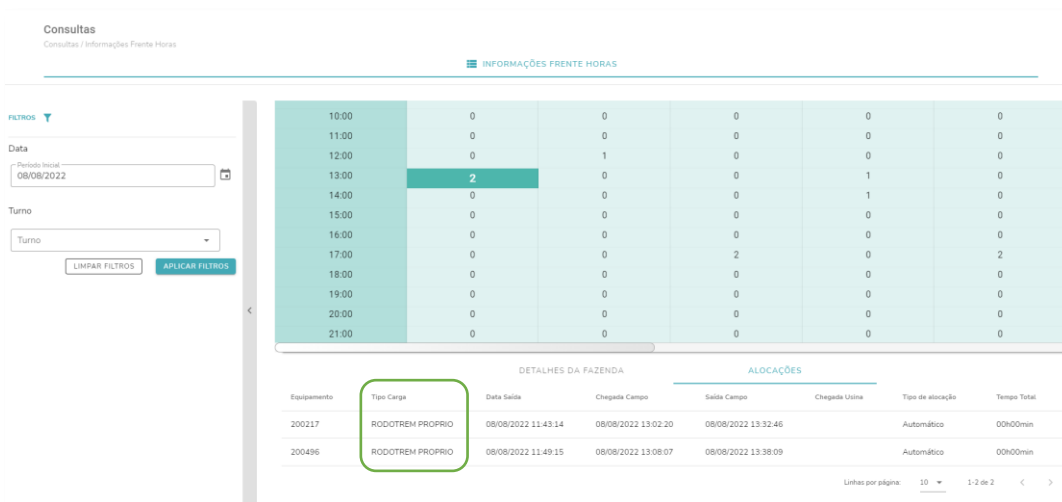 Consultas
Consultas / Informações Frente Horas
INFORMAÇÕES FRENTE HORAS
FILTROS
Data
Período Inicial
08/08/2022
Turno
Turno
LIMPAR FILTROS APLICAR FILTROS
10:00 0 0 0 0 0
11:00 0 0 0 0 0
12:00 0 1 0 0 0
13:00 2 0 0 1 0
14:00 0 0 0 1 0
15:00 0 0 0 0 0
16:00 0 0 0 0 0
17:00 0 0 2 0 2
18:00 0 0 0 0 0
19:00 0 0 0 0 0
20:00 0 0 0 0 0
21:00 0 0 0 0 0
DETALHES DA FAZENDA ALOCAÇÕES
Equipamento Tipo Carga Data Saída Chegada Campo Saída Campo Chegada Usina Tipo de alocação Tempo Total
200217 RODOTREM PROPRIO 08/08/2022 11:43:14 08/08/2022 13:02:20 08/08/2022 13:32:46 Automático 00h00min
200496 RODOTREM PROPRIO 08/08/2022 11:49:15 08/08/2022 13:08:07 08/08/2022 13:38:09 Automático 00h00min
Linhas por página: 10 1-2 de 2